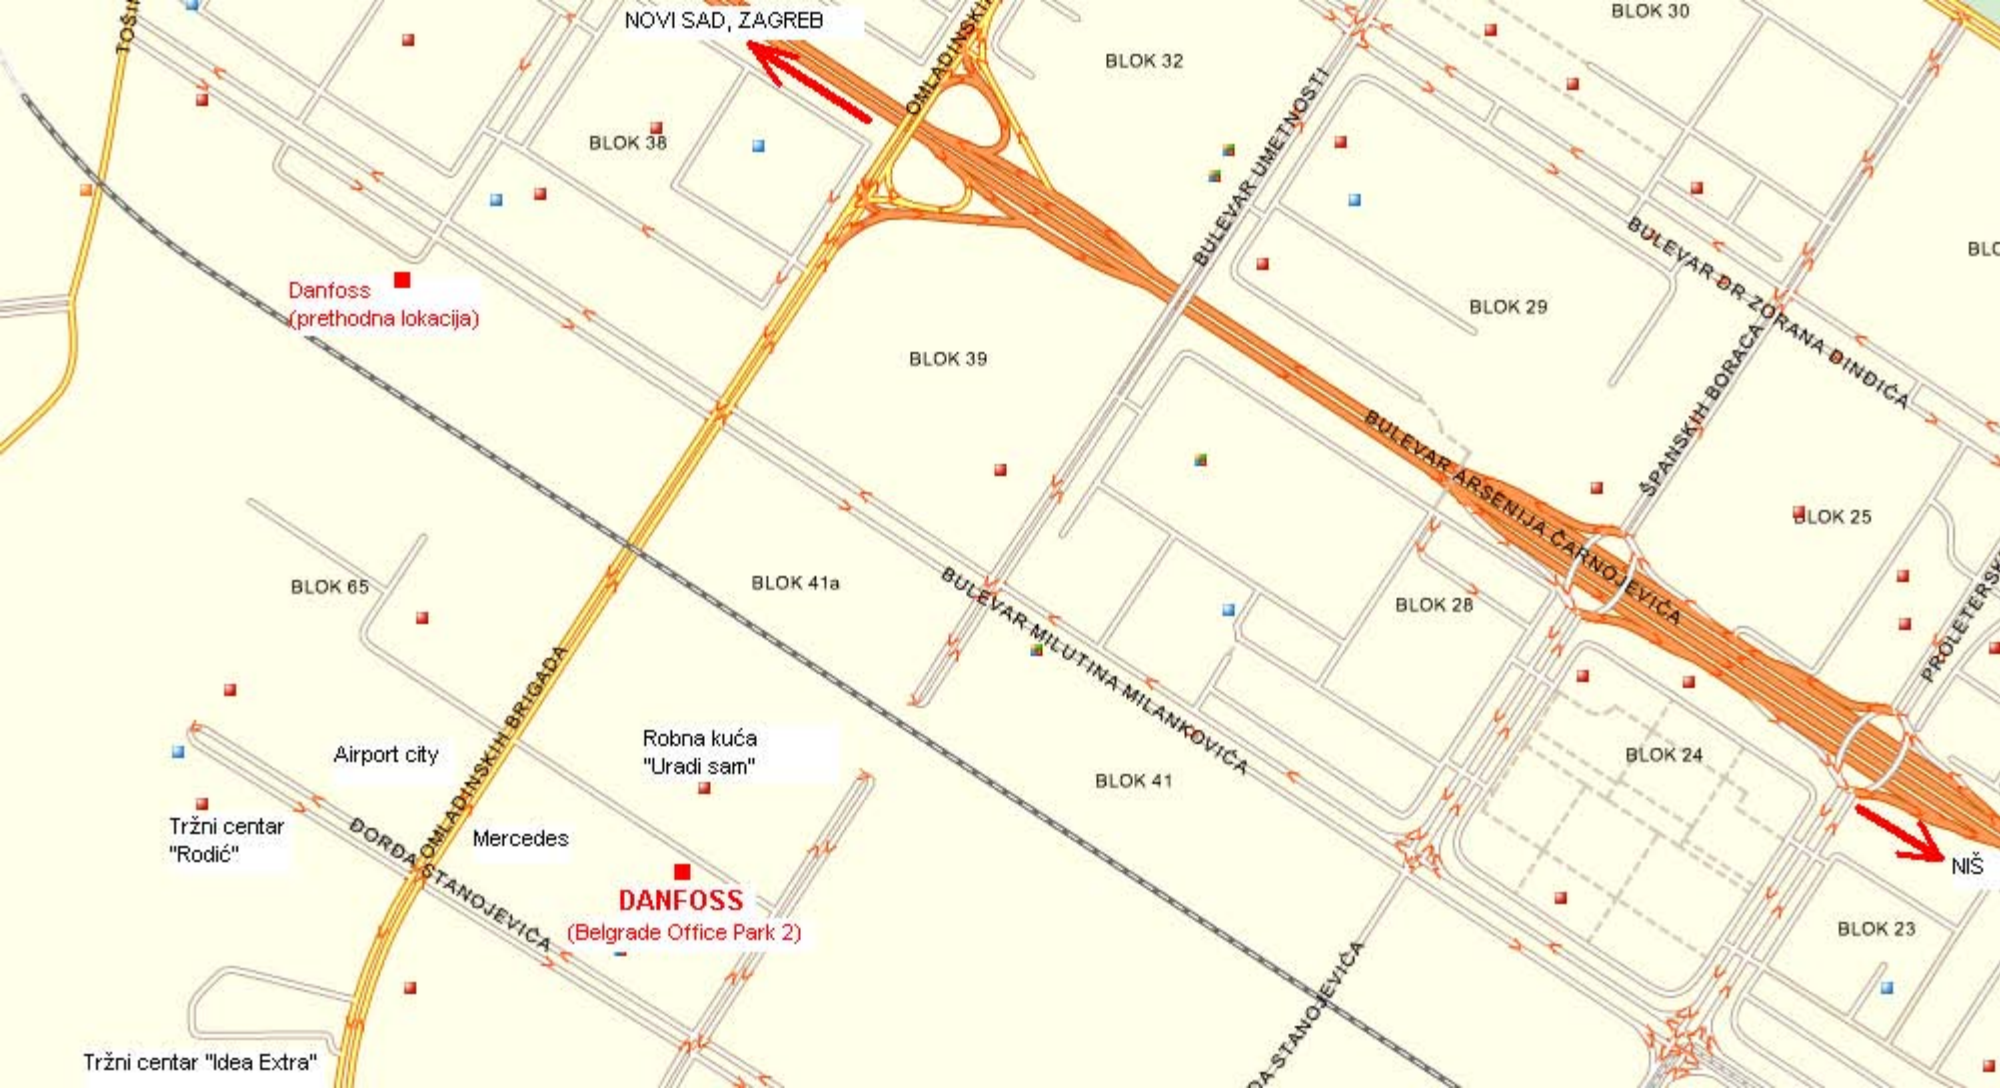 NOVI SAD, ZAGREB
BLOK 30
OMLADINSKIH
BLOK 32
BULEVAR UMETNOSTI
BLOK 38
BULEVAR DR ZORANA ĐINĐIĆA
Danfoss
(prethodna lokacija)
BLOK 29
BLOK 39
ŠPANSKIH BORACA
BULEVAR ARSENIJA ČARNOJEVIĆA
BLOK 25
BLOK 65
BLOK 41a
BLOK 28
BULEVAR MILUTINA MILANKOVIĆA
OMLADINSKIH BRIGADA
Airport city
Robna kuća
"Uradi sam"
BLOK 41
BLOK 24
Tržni centar
"Rodić"
Mercedes
ĐORĐA STANOJEVIĆA
DANFOSS
(Belgrade Office Park 2)
NIŠ
BLOK 23
STANOJEVIĆA
Tržni centar "Idea Extra"